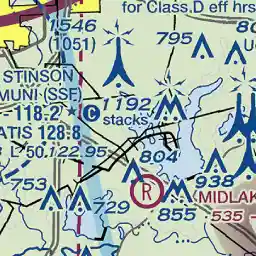 for Class D eff hrs
1546
(1051)
795
STINSON
MUNI (SSF)
-118.2
C
1192
stacks
ATIS 128.8
L 50 122.95
804
753
938
R
MIDLAK
729
855
535